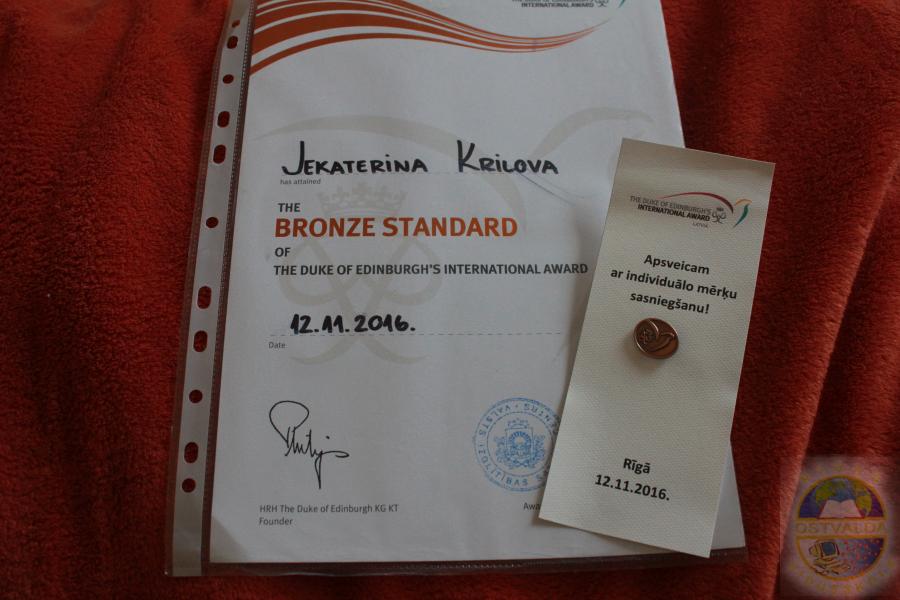 INTERNATIONAL AWARD
JEKATERINA KRILOVA
has attained
THE
BRONZE STANDARD
OF
THE DUKE OF EDINBURGH'S INTERNATIONAL AWARD
12.11.2016.
Date
HRH The Duke of Edinburgh KG KT
Founder
VALSTS IZGLĪTĪBAS
THE DUKE OF EDINBURGH'S
INTERNATIONAL AWARD
LATVIA
Apsveicam
ar individuālo mērķu
sasniegšanu!
Rīgā
12.11.2016.
OSTVALDA